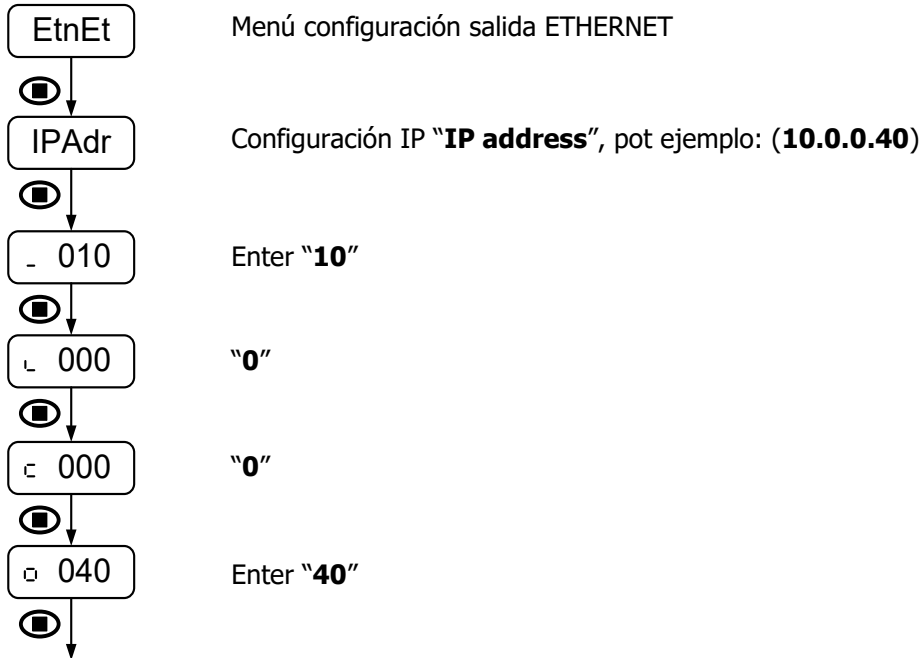 EtnEt Menú configuración salida ETHERNET
IPAdr Configuración IP “IP address”, pot ejemplo: (10.0.0.40)
010 Enter “10”
000 “0”
000 “0”
040 Enter “40”